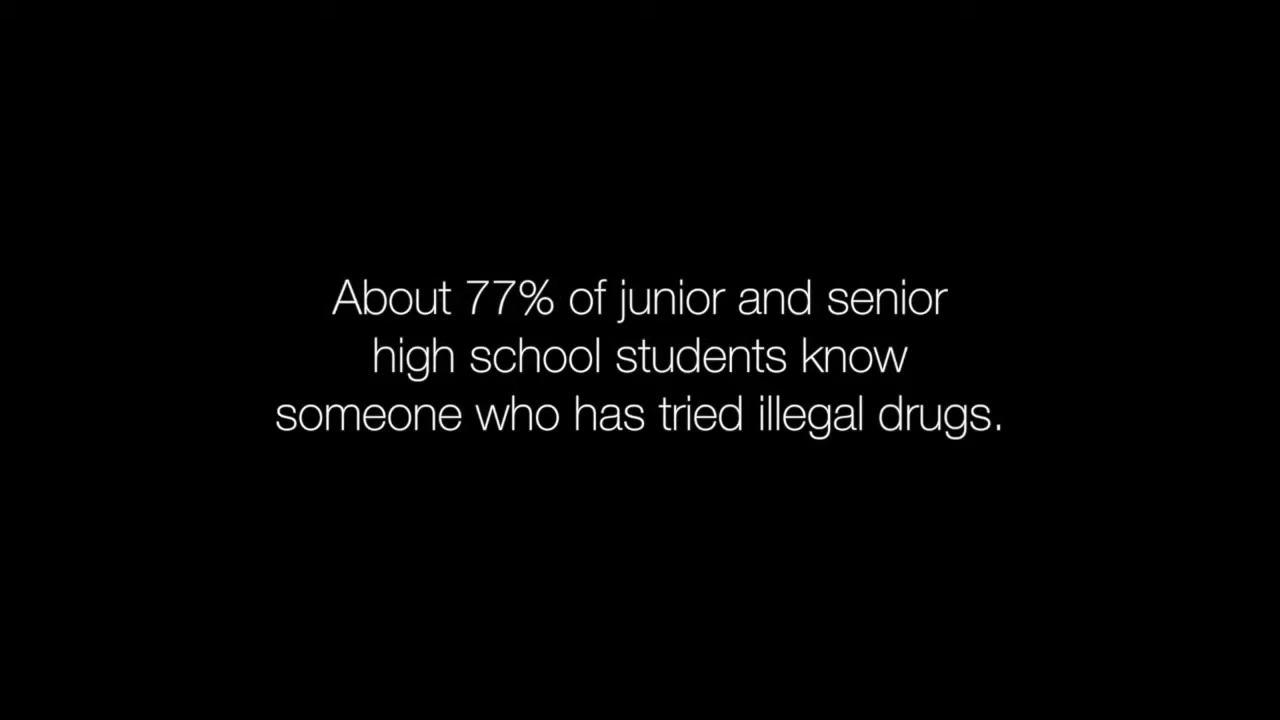 About 77% of junior and senior
high school students know
someone who has tried illegal drugs.